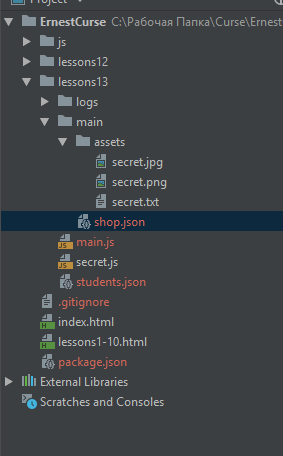 Project
ErnestCurse C:\Рабочая Папка\Curse\Ernest
js
lessons12
lessons13
logs
main
assets
secret.jpg
secret.png
secret.txt
shop.json
main.js
secret.js
students.json
.gitignore
index.html
lessons1-10.html
package.json
External Libraries
Scratches and Consoles